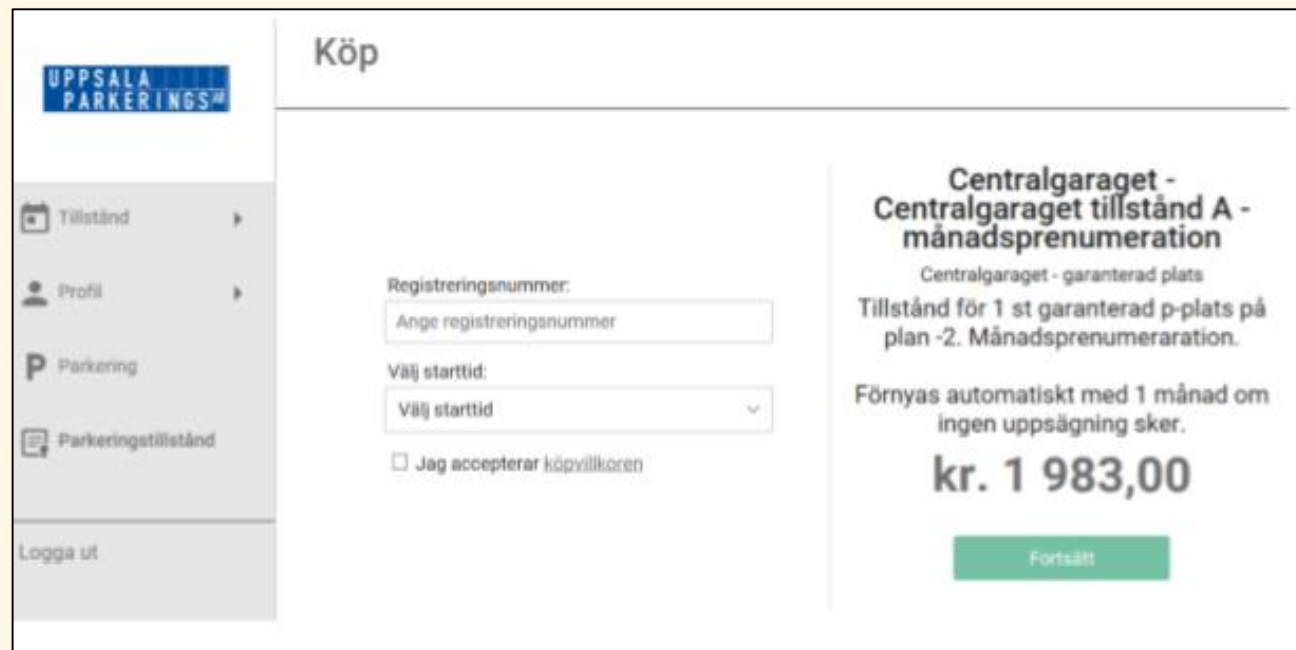 UPPSALA
PARKERINGS AB
Tillstånd
Profil
Parkering
Parkeringstillstånd
Logga ut
Köp
Registreringsnummer:
Ange registreringsnummer
Välj starttid:
Välj starttid
Jag accepterar köpvillkoren
Centralgaraget -
Centralgaraget tillstånd A -
månadsprenumeration
Centralgaraget - garanterad plats
Tillstånd för 1 st garanterad p-plats på
plan -2. Månadsprenumeraration.
Förnyas automatiskt med 1 månad om
ingen uppsägning sker.
kr. 1 983,00
Fortsätt